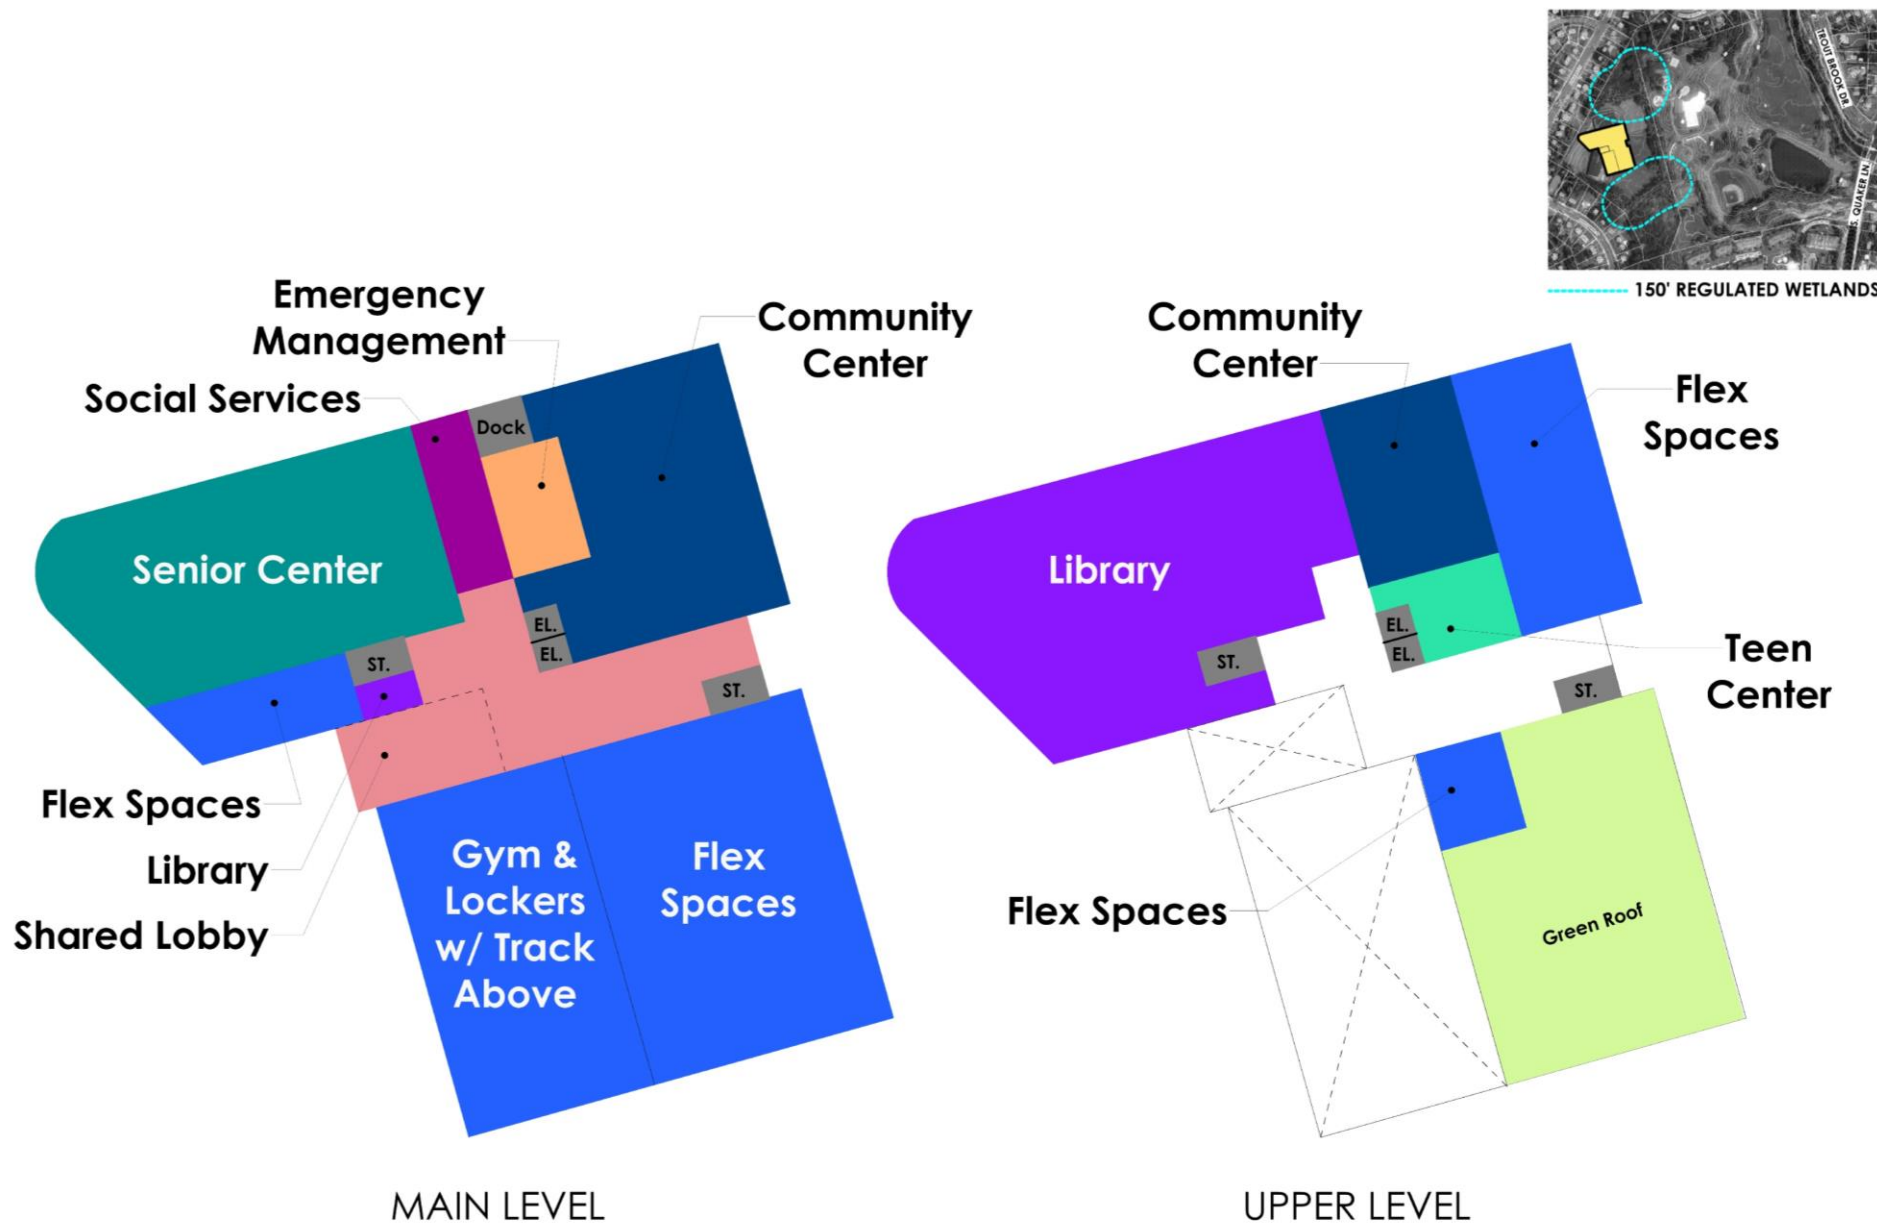 TROUT BROOK DR.
S. QUAKER LN.
150' REGULATED WETLANDS
Emergency
Management
Community
Center
Social Services
Dock
Senior Center
EL.
EL.
ST.
ST.
Flex Spaces
Library
Shared Lobby
Gym &
Lockers
w/ Track
Above
Flex
Spaces
MAIN LEVEL
Community
Center
Flex
Spaces
Library
EL.
EL.
ST.
ST.
Teen
Center
Flex Spaces
Green Roof
UPPER LEVEL